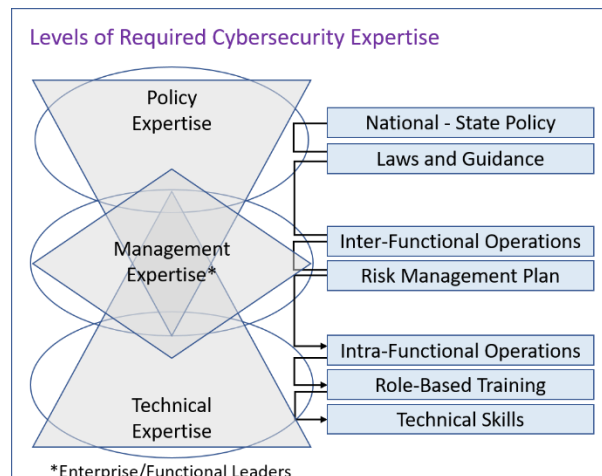 Levels of Required Cybersecurity Expertise
Policy
Expertise
National - State Policy
Laws and Guidance
Management
Expertise*
Inter-Functional Operations
Risk Management Plan
Intra-Functional Operations
Role-Based Training
Technical
Expertise
Technical Skills
*Enterprise/Functional Leaders